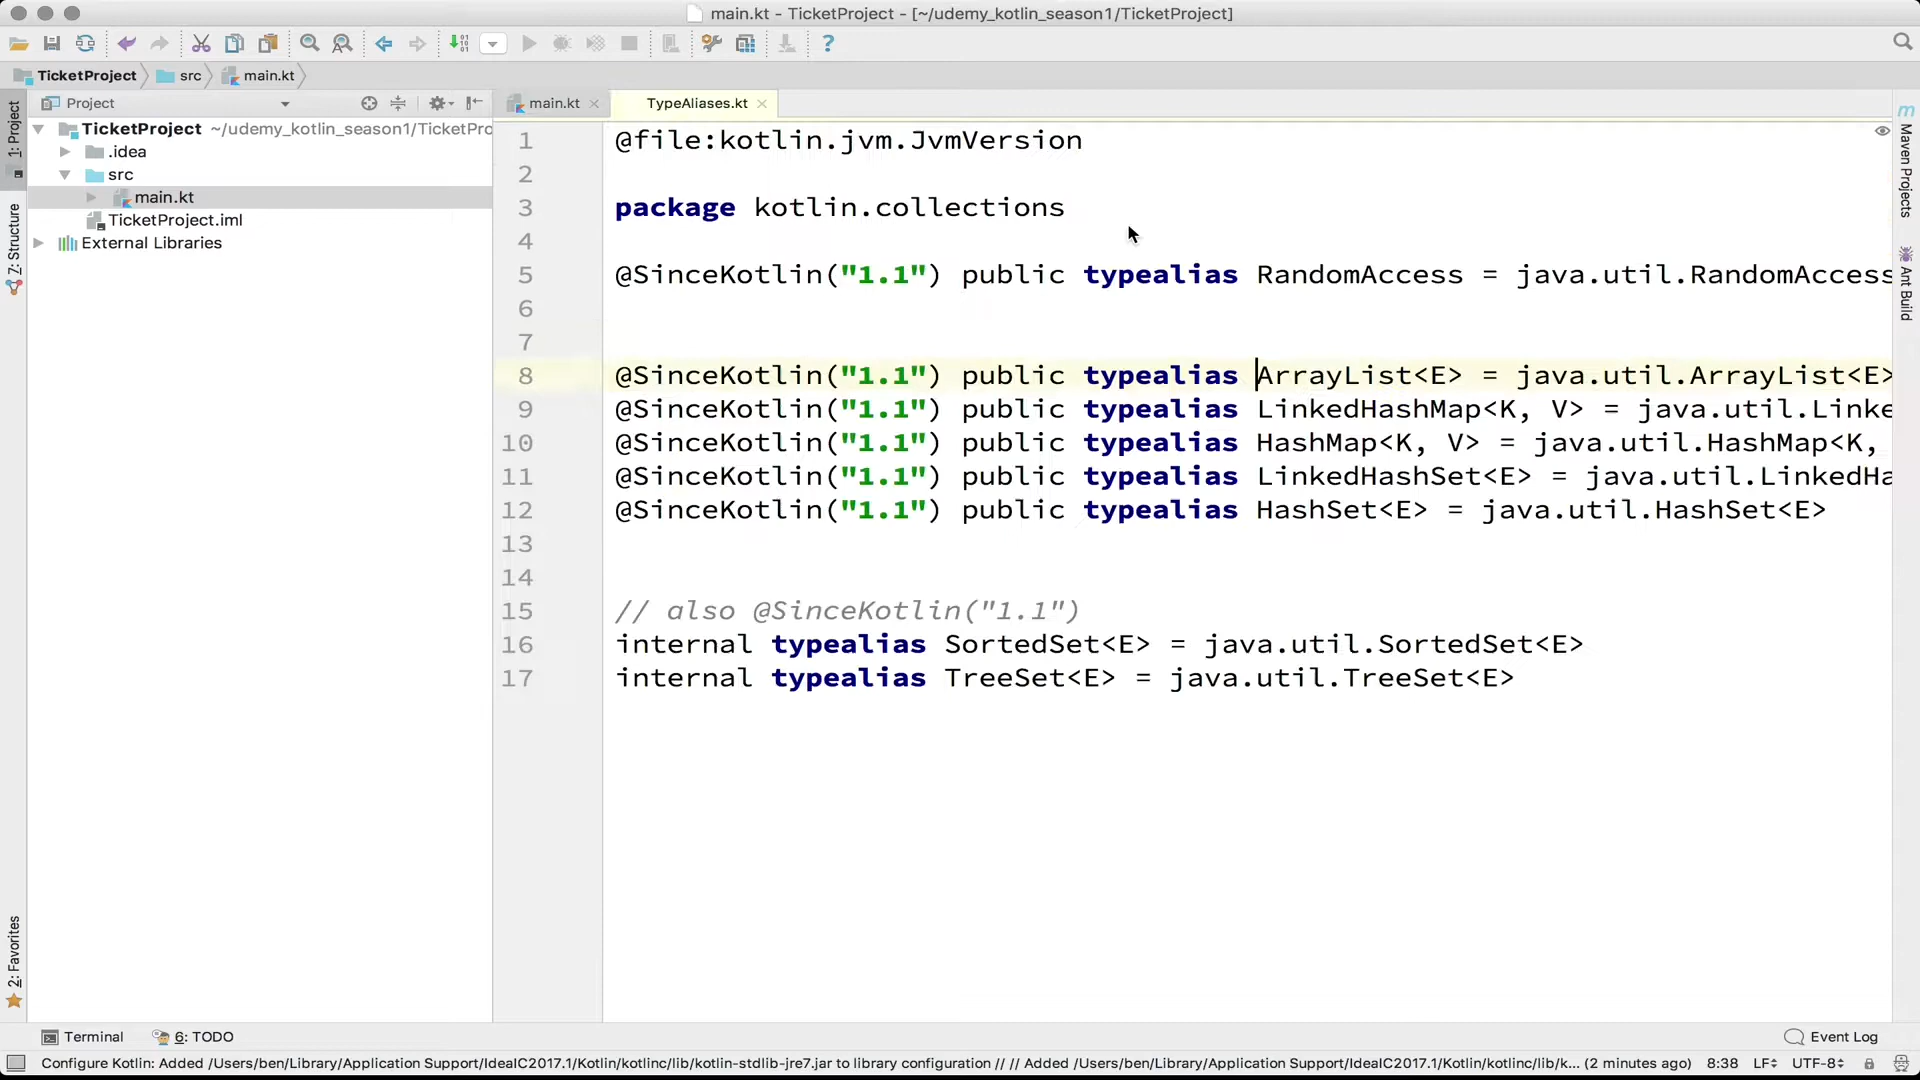 main.kt - TicketProject - [~/udemy_kotlin_season1/TicketProject]
TicketProject src main.kt
Project
main.kt
TypeAliases.kt
1: Project
Z: Structure
2: Favorites
TicketProject ~/udemy_kotlin_season1/TicketPro
.idea
src
main.kt
TicketProject.iml
External Libraries
1 @file:kotlin.jvm.JvmVersion
2
3 package kotlin.collections
4
5 @SinceKotlin("1.1") public typealias RandomAccess = java.util.RandomAccess
6
7
8 @SinceKotlin("1.1") public typealias ArrayList<E> = java.util.ArrayList<E>
9 @SinceKotlin("1.1") public typealias LinkedHashMap<K, V> = java.util.Linke
10 @SinceKotlin("1.1") public typealias HashMap<K, V> = java.util.HashMap<K,
11 @SinceKotlin("1.1") public typealias LinkedHashSet<E> = java.util.LinkedHa
12 @SinceKotlin("1.1") public typealias HashSet<E> = java.util.HashSet<E>
13
14
15 // also @SinceKotlin("1.1")
16 internal typealias SortedSet<E> = java.util.SortedSet<E>
17 internal typealias TreeSet<E> = java.util.TreeSet<E>
Maven Projects
Ant Build
Terminal
6: TODO
Event Log
Configure Kotlin: Added /Users/ben/Library/Application Support/IdeaIC2017.1/Kotlin/kotlinc/lib/kotlin-stdlib-jre7.jar to library configuration // // Added /Users/ben/Library/Application Support/IdeaIC2017.1/Kotlin/kotlinc/lib/k... (2 minutes ago) 8:38 LF UTF-8